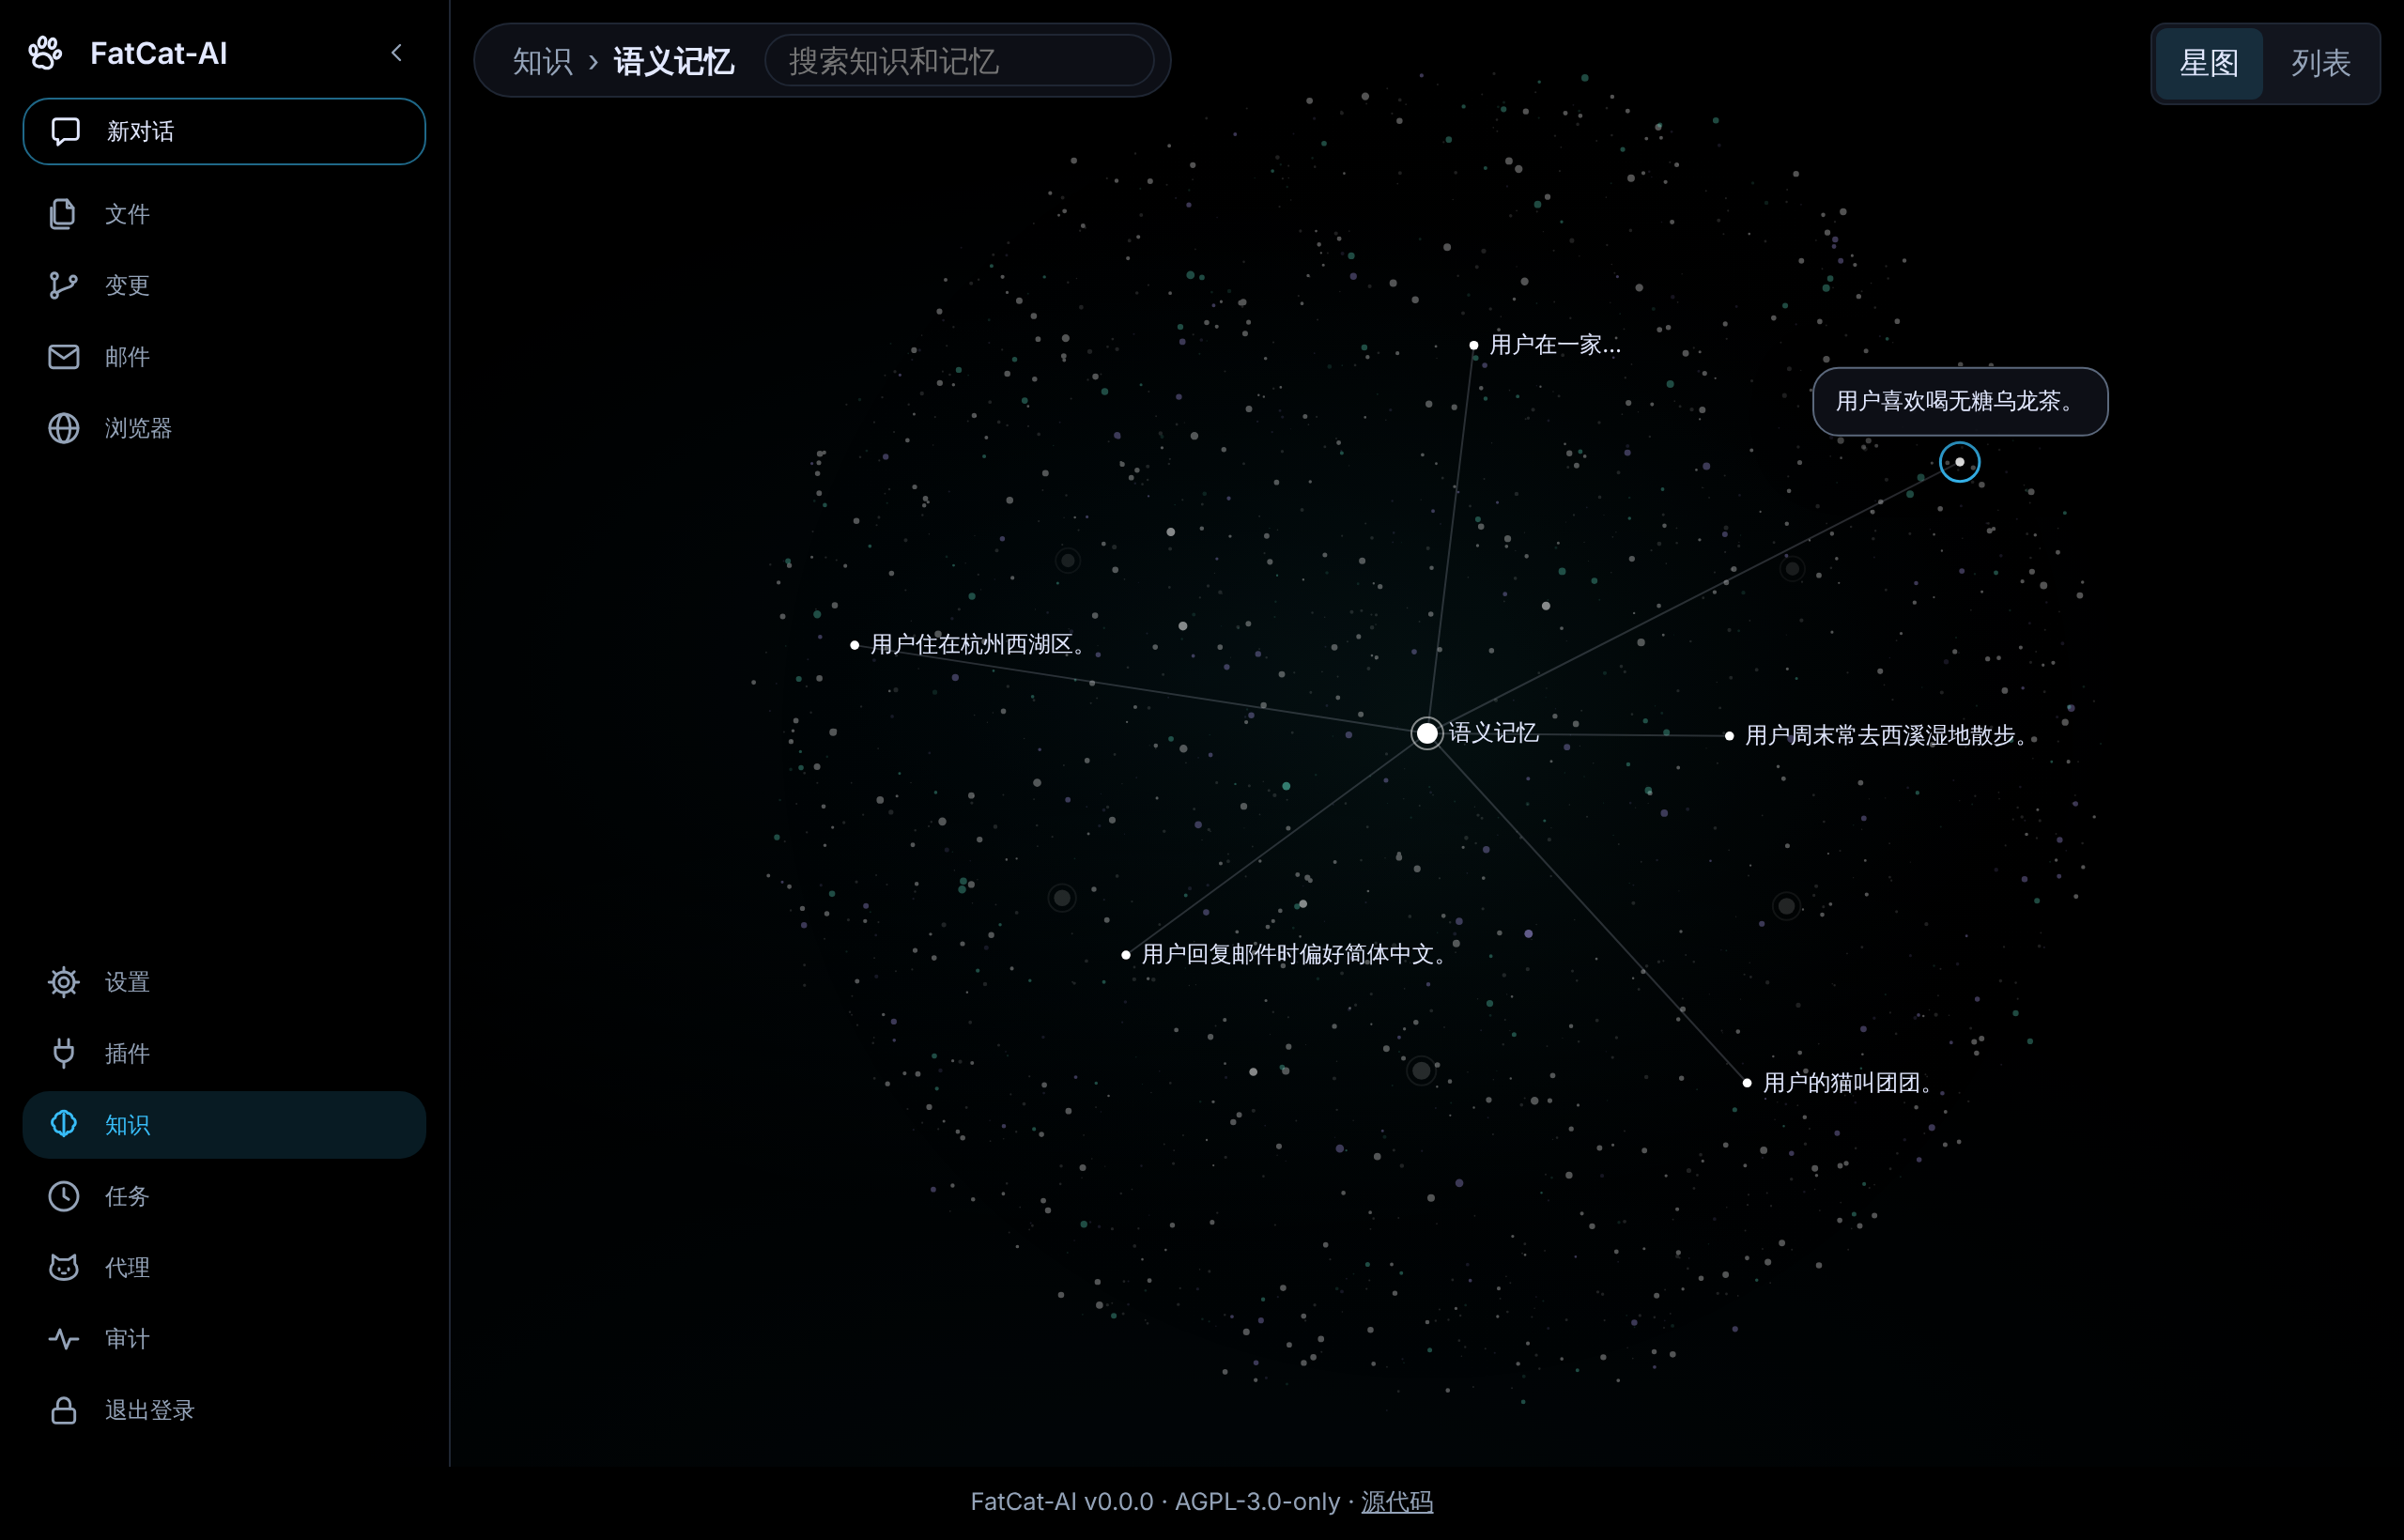 FatCat-AI
新对话
文件
变更
邮件
浏览器
设置
插件
知识
任务
代理
审计
退出登录
知识 › 语义记忆
搜索知识和记忆
星图
列表
用户在一家...
用户喜欢喝无糖乌龙茶。
用户住在杭州西湖区。
语义记忆
用户周末常去西溪湿地散步。
用户回复邮件时偏好简体中文。
用户的猫叫团团。
FatCat-AI v0.0.0 · AGPL-3.0-only · 源代码